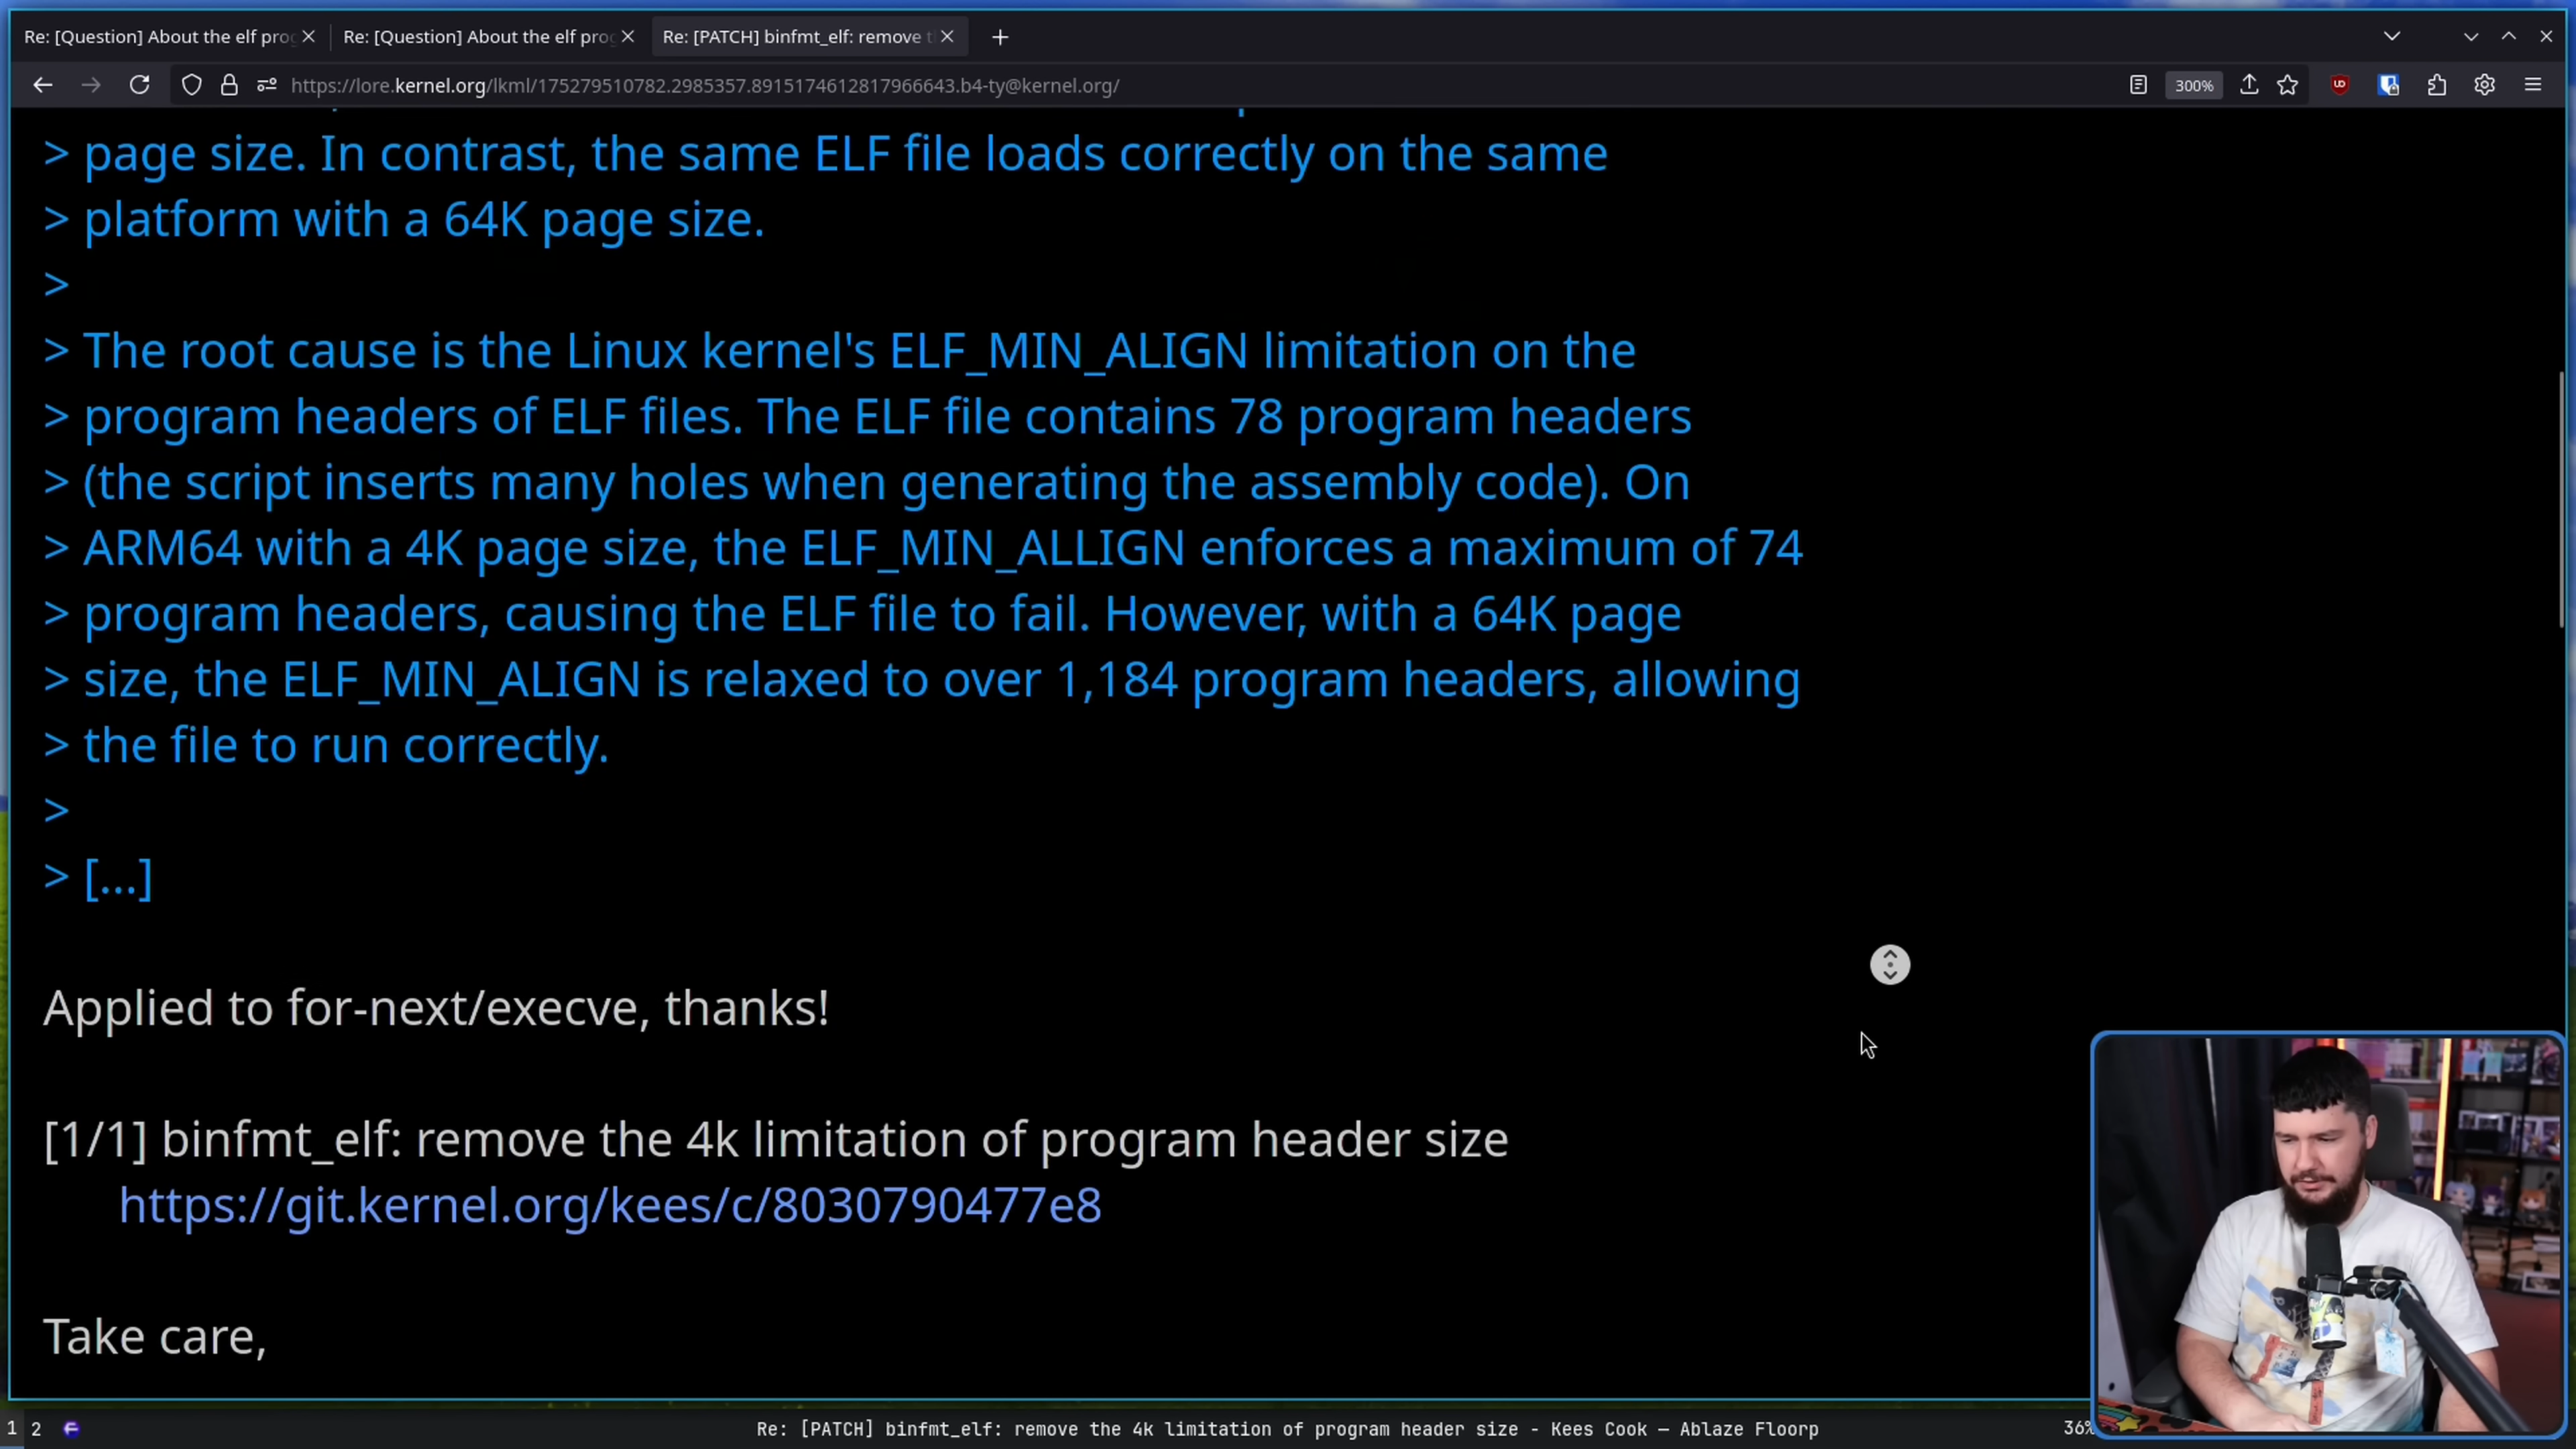 Re: [Question] About the elf prog
Re: [Question] About the elf prog
Re: [PATCH] binfmt_elf: remove t
https://lore.kernel.org/lkml/175279510782.2985357.8915174612817966643.b4-ty@kernel.org/
300%
> page size. In contrast, the same ELF file loads correctly on the same
> platform with a 64K page size.
>
> The root cause is the Linux kernel's ELF_MIN_ALIGN limitation on the
> program headers of ELF files. The ELF file contains 78 program headers
> (the script inserts many holes when generating the assembly code). On
> ARM64 with a 4K page size, the ELF_MIN_ALLIGN enforces a maximum of 74
> program headers, causing the ELF file to fail. However, with a 64K page
> size, the ELF_MIN_ALIGN is relaxed to over 1,184 program headers, allowing
> the file to run correctly.
>
> [...]
Applied to for-next/execve, thanks!
[1/1] binfmt_elf: remove the 4k limitation of program header size
https://git.kernel.org/kees/c/8030790477e8
Take care,
1 2
Re: [PATCH] binfmt_elf: remove the 4k limitation of program header size - Kees Cook — Ablaze Floorp
36%